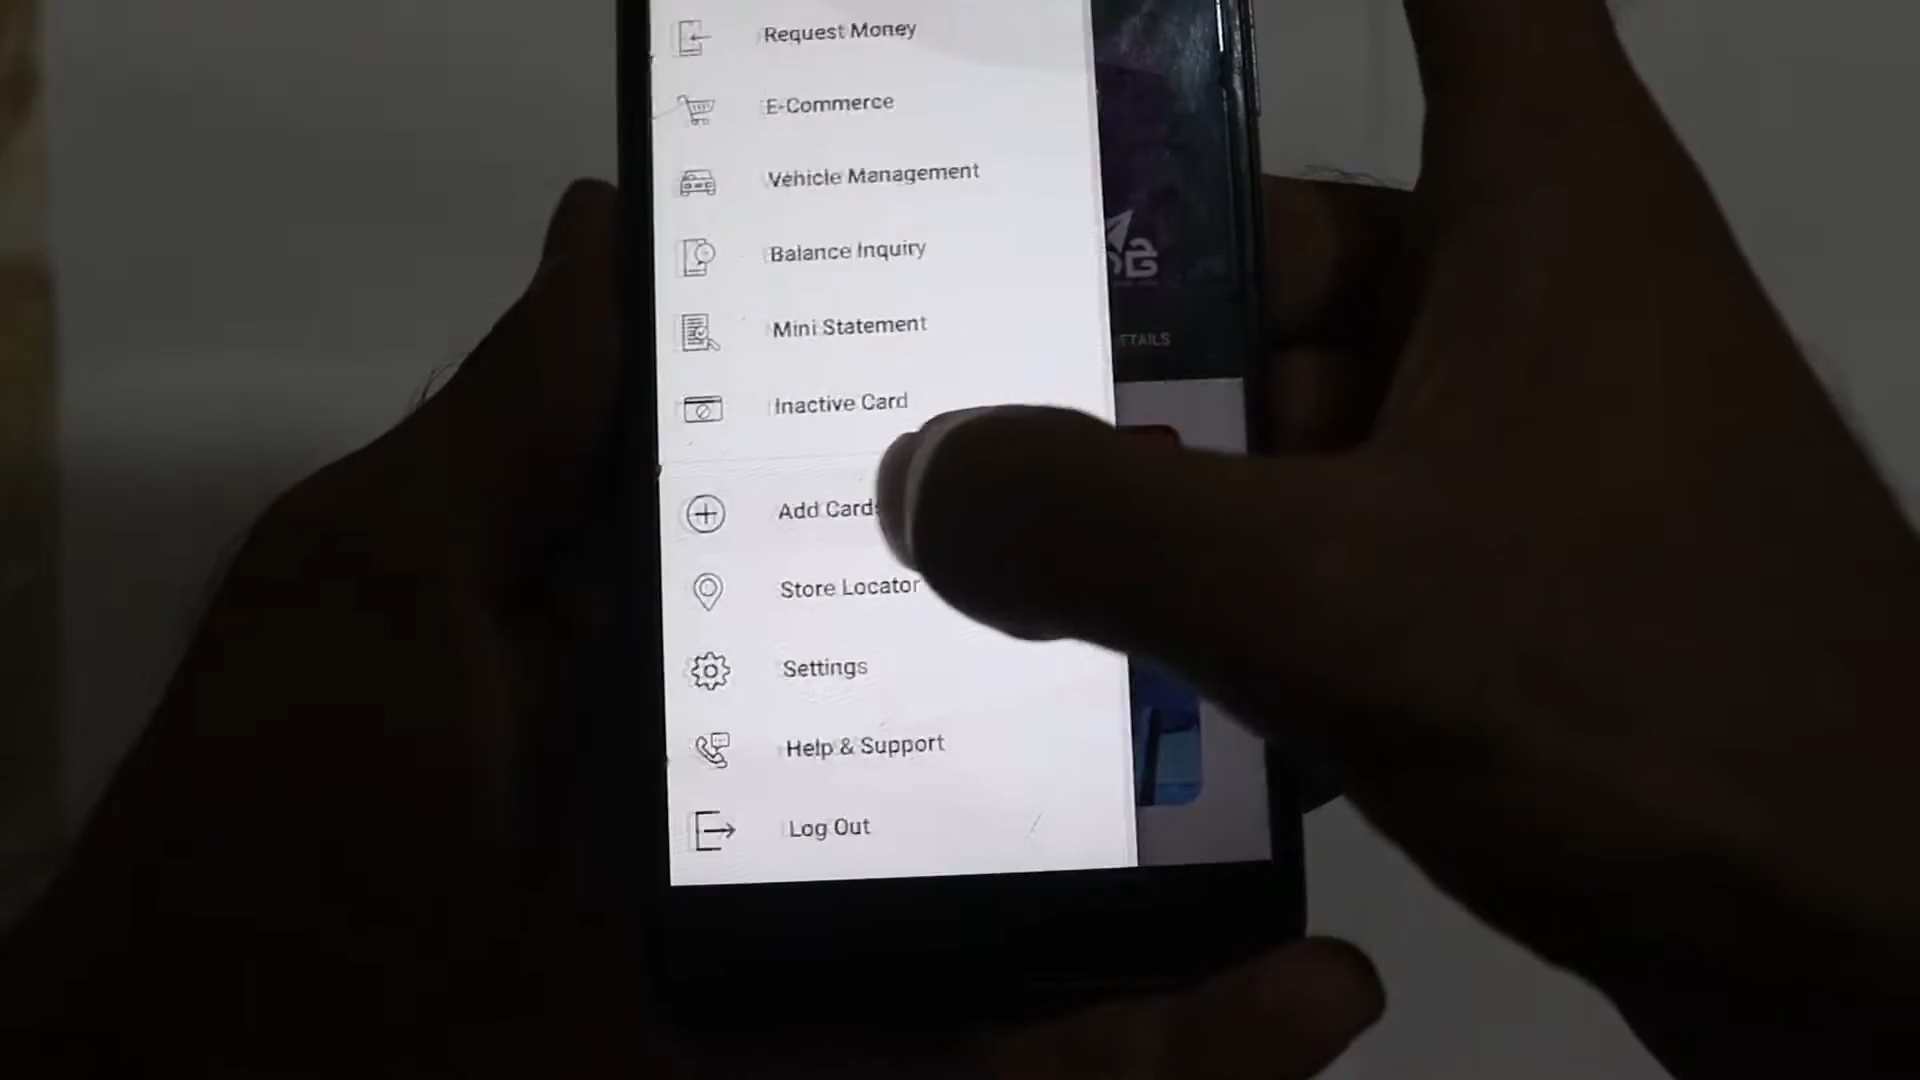 Request Money
E-Commerce
Vehicle Management
Balance Inquiry
Mini Statement
ETAILS
Inactive Card
Add Cards
Store Locator
Settings
Help & Support
Log Out